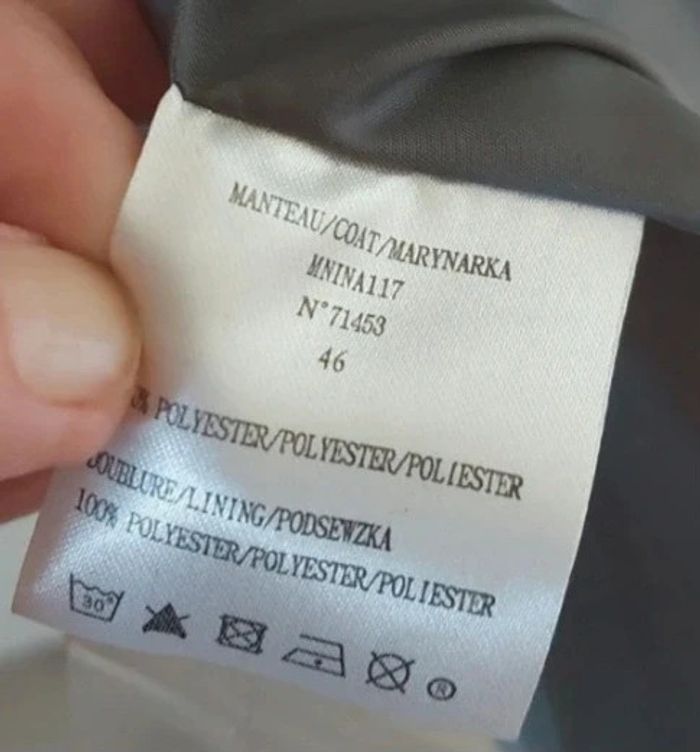 MANTEAU/COAT/MARYNARKA
MNINA117
N°71453
46
% POLYESTER/POLYESTER/POLIESTER
DOUBLURE/LINING/PODSEWZKA
100% POLYESTER/POLYESTER/POLIESTER
30°
®